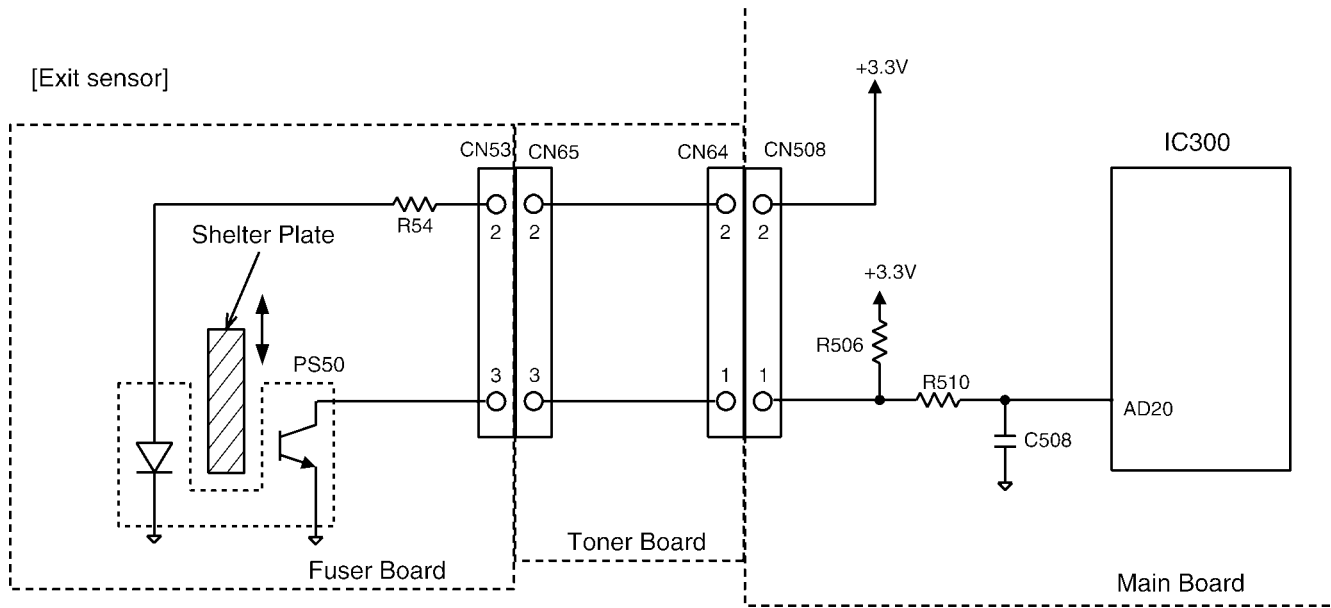 [Exit sensor]
+3.3V
IC300
CN53
CN65
CN64
CN508
R54
2
2
2
2
Shelter Plate
+3.3V
R506
PS50
3
3
1
1
R510
AD20
C508
Toner Board
Fuser Board
Main Board